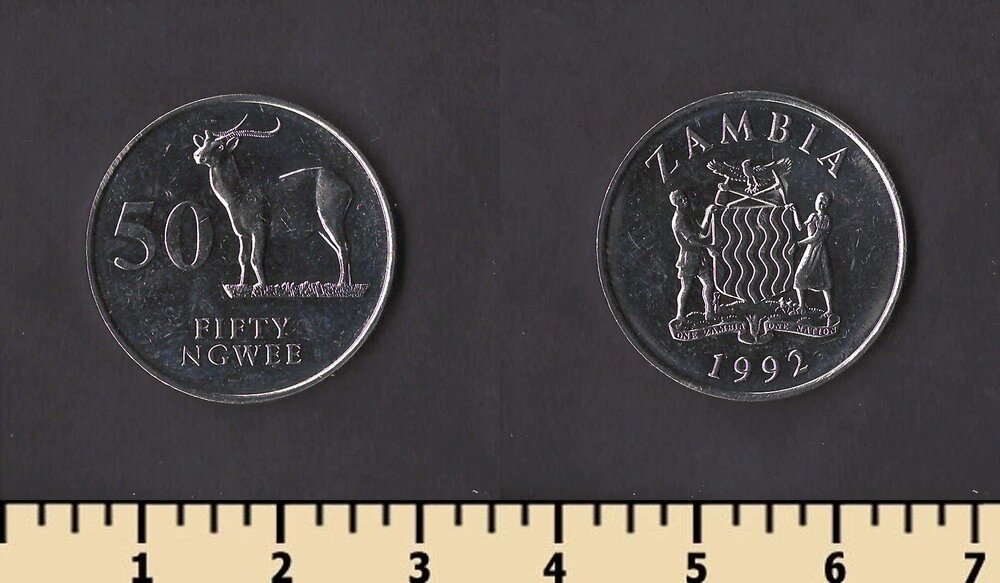 50
FIFTY
NGWEE
ZAMBIA
ONE ZAMBIA ONE NATION
1992
1 2 3 4 5 6 7